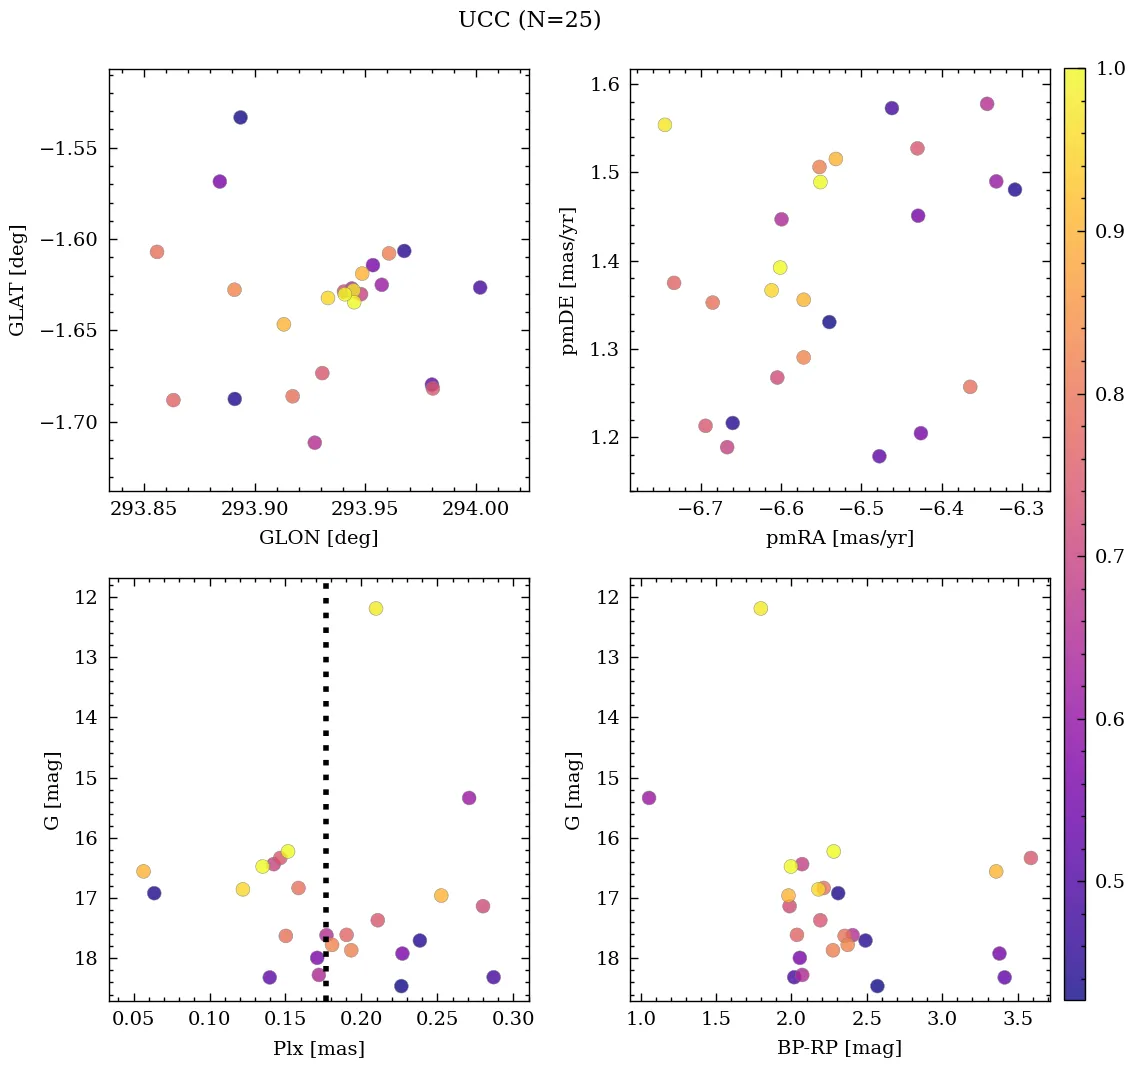 UCC (N=25)
−1.55
−1.60
−1.65
−1.70
GLAT [deg]
293.85 293.90 293.95 294.00
GLON [deg]
1.6
1.5
1.4
1.3
1.2
pmDE [mas/yr]
−6.7 −6.6 −6.5 −6.4 −6.3
pmRA [mas/yr]
12
13
14
15
16
17
18
G [mag]
0.05 0.10 0.15 0.20 0.25 0.30
Plx [mas]
12
13
14
15
16
17
18
G [mag]
1.0 1.5 2.0 2.5 3.0 3.5
BP-RP [mag]
1.0
0.9
0.8
0.7
0.6
0.5